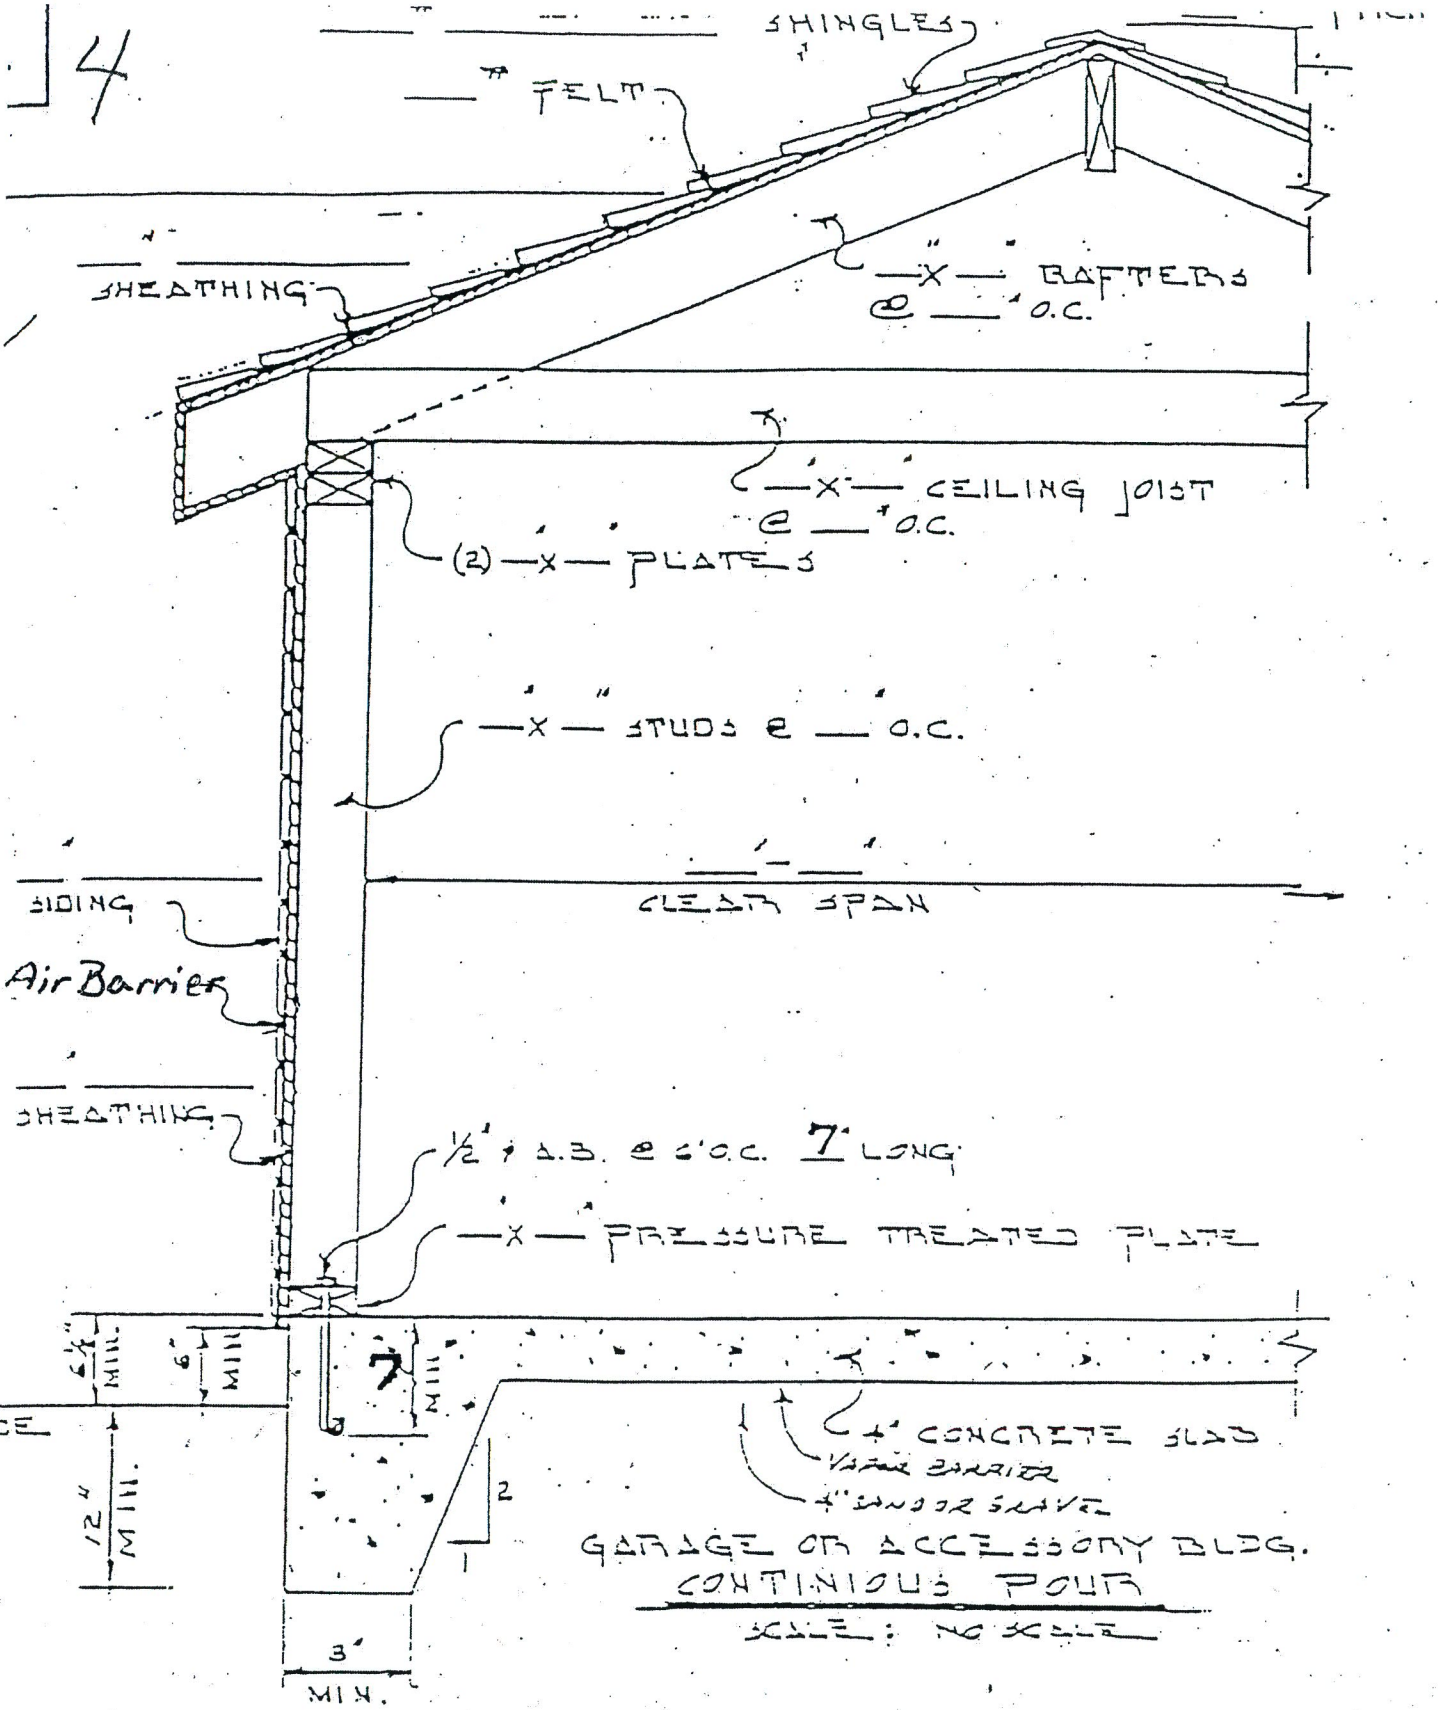 4
SHINGLES
" FELT
SHEATHING
—"X—" RAFTERS
@ —" O.C.
—"X—" CEILING JOIST
@ —" O.C.
(2) —"X—" PLATES
—"X—" STUDS @ —" O.C.
—'-—"
CLEAR SPAN
SIDING
Air Barrier
SHEATHING
1/2" A.B. @ 6' O.C. 7" LONG
—"X—" PRESSURE TREATED PLATE
MIN.
6"
MIN
7"
MIN
12"
MIN.
2
1
4" CONCRETE SLAB
VAPOR BARRIER
4" SAND OR GRAVEL
GARAGE OR ACCESSORY BLDG.
CONTINIOUS POUR
SCALE: NO SCALE
MIN.